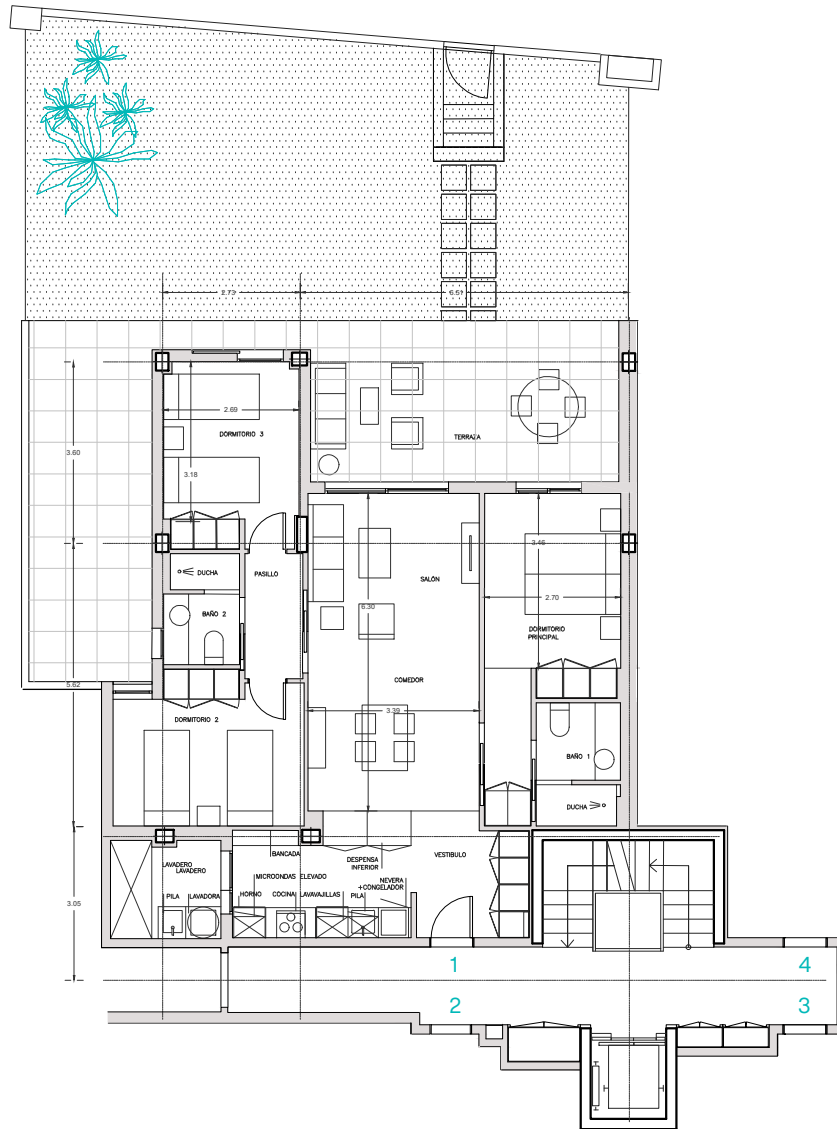 2.73
6.51
2.69
DORMITORIO 3
TERRAZA
3.60
3.18
3.46
DUCHA
PASILLO
SALÓN
2.70
6.30
BAÑO 2
DORMITORIO
PRINCIPAL
COMEDOR
5.62
3.39
DORMITORIO 2
BAÑO 1
DUCHA
BANCADA
DESPENSA
INFERIOR
VESTIBULO
LAVADERO
LAVADERO
MICROONDAS ELEVADO
NEVERA
+CONGELADOR
PILA
LAVADORA
HORNO
COCINA
LAVAVAJILLAS
PILA
3.05
1
4
2
3